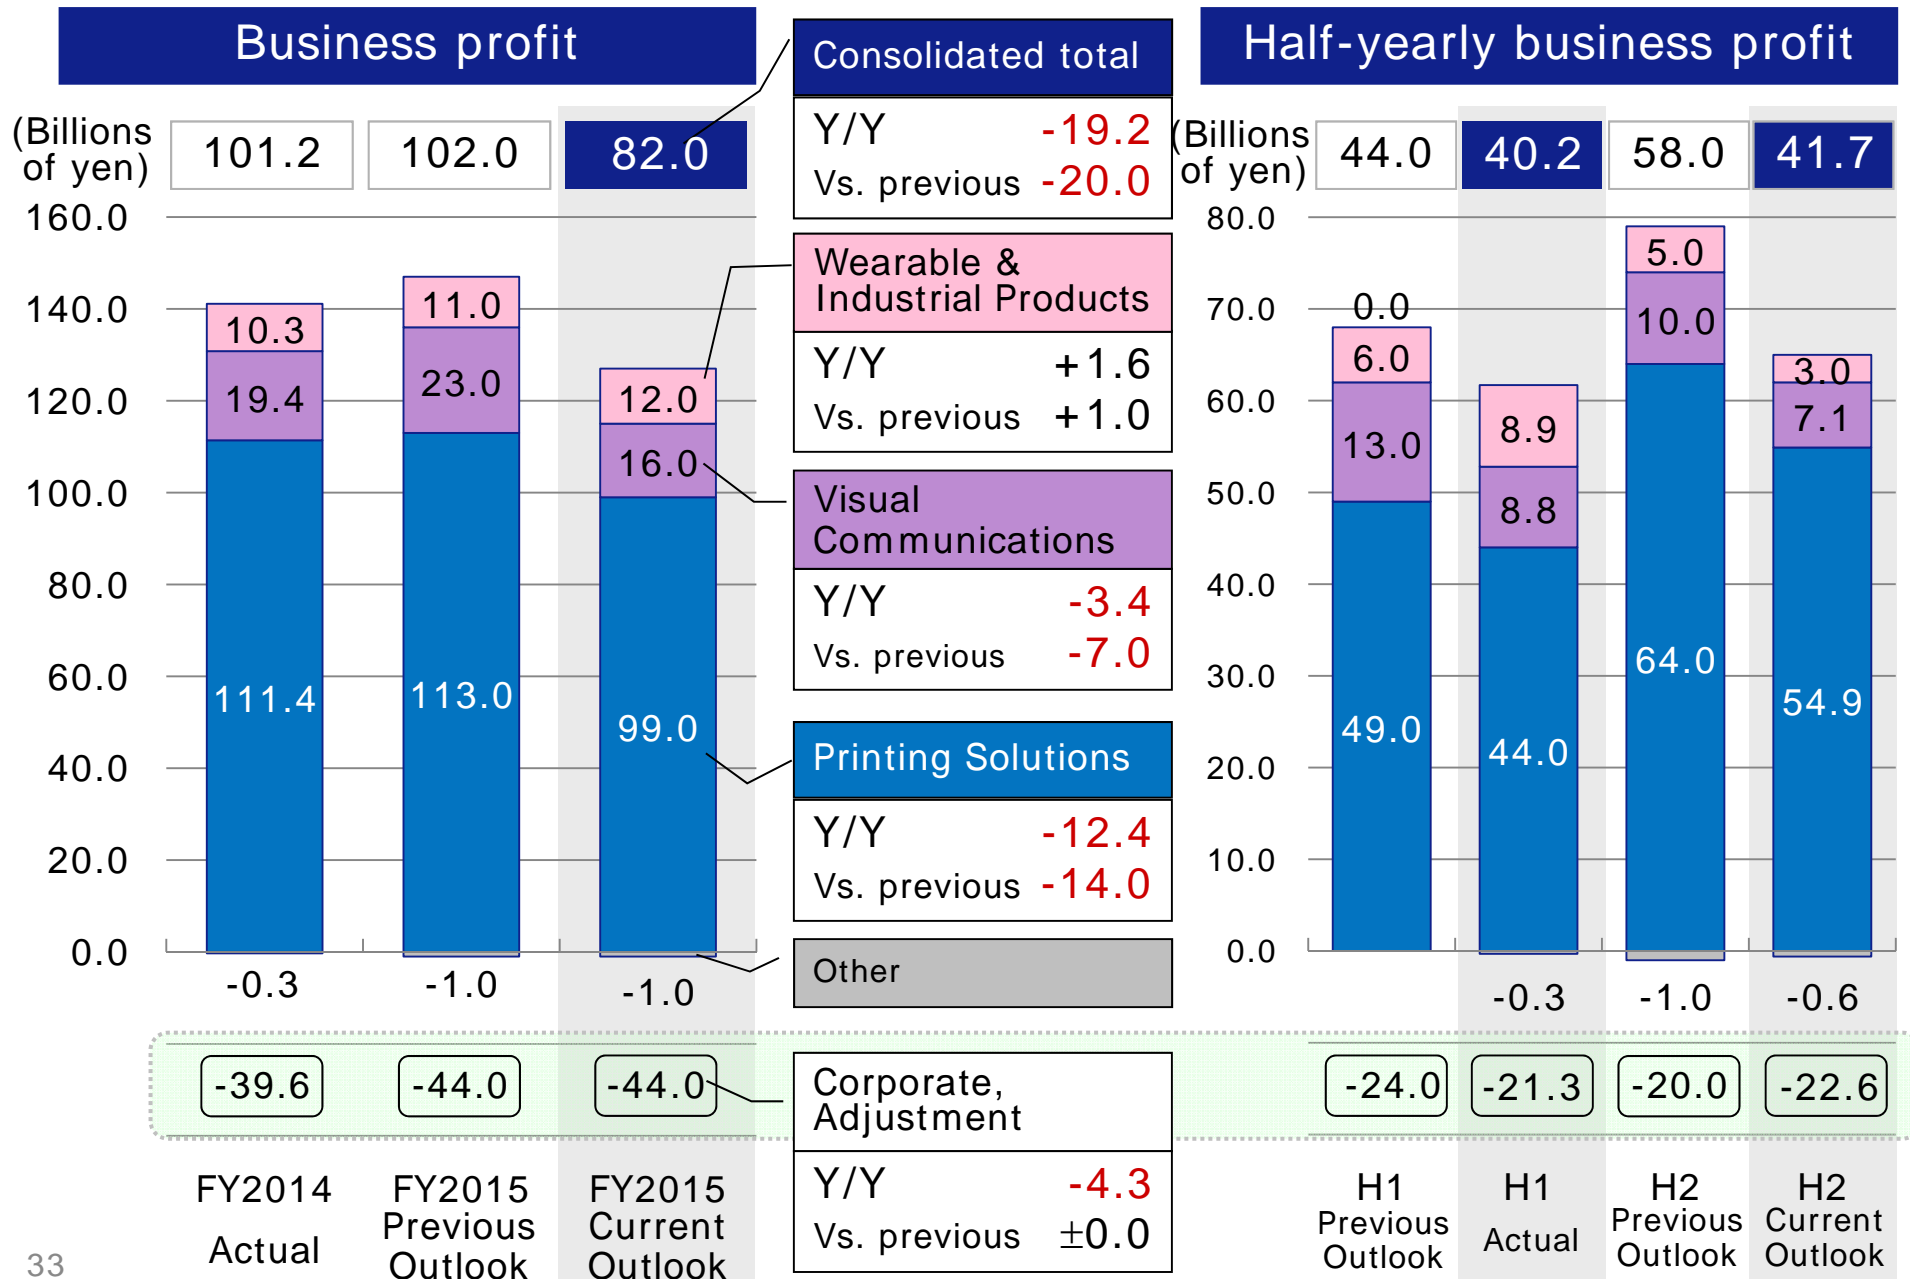 Business profit
(Billions
of yen)
101.2
102.0
82.0
160.0
140.0
120.0
100.0
80.0
60.0
40.0
20.0
0.0
10.3
19.4
111.4
-0.3
11.0
23.0
113.0
-1.0
12.0
16.0
99.0
-1.0
-39.6
-44.0
-44.0
FY2014
Actual
FY2015
Previous
Outlook
FY2015
Current
Outlook
Consolidated total
Y/Y -19.2
Vs. previous -20.0
Wearable &
Industrial Products
Y/Y +1.6
Vs. previous +1.0
Visual
Communications
Y/Y -3.4
Vs. previous -7.0
Printing Solutions
Y/Y -12.4
Vs. previous -14.0
Other
Corporate,
Adjustment
Y/Y -4.3
Vs. previous ±0.0
Half-yearly business profit
(Billions
of yen)
44.0
40.2
58.0
41.7
80.0
70.0
60.0
50.0
40.0
30.0
20.0
10.0
0.0
0.0
6.0
13.0
49.0
8.9
8.8
44.0
-0.3
5.0
10.0
64.0
-1.0
3.0
7.1
54.9
-0.6
-24.0
-21.3
-20.0
-22.6
H1
Previous
Outlook
H1
Actual
H2
Previous
Outlook
H2
Current
Outlook
33